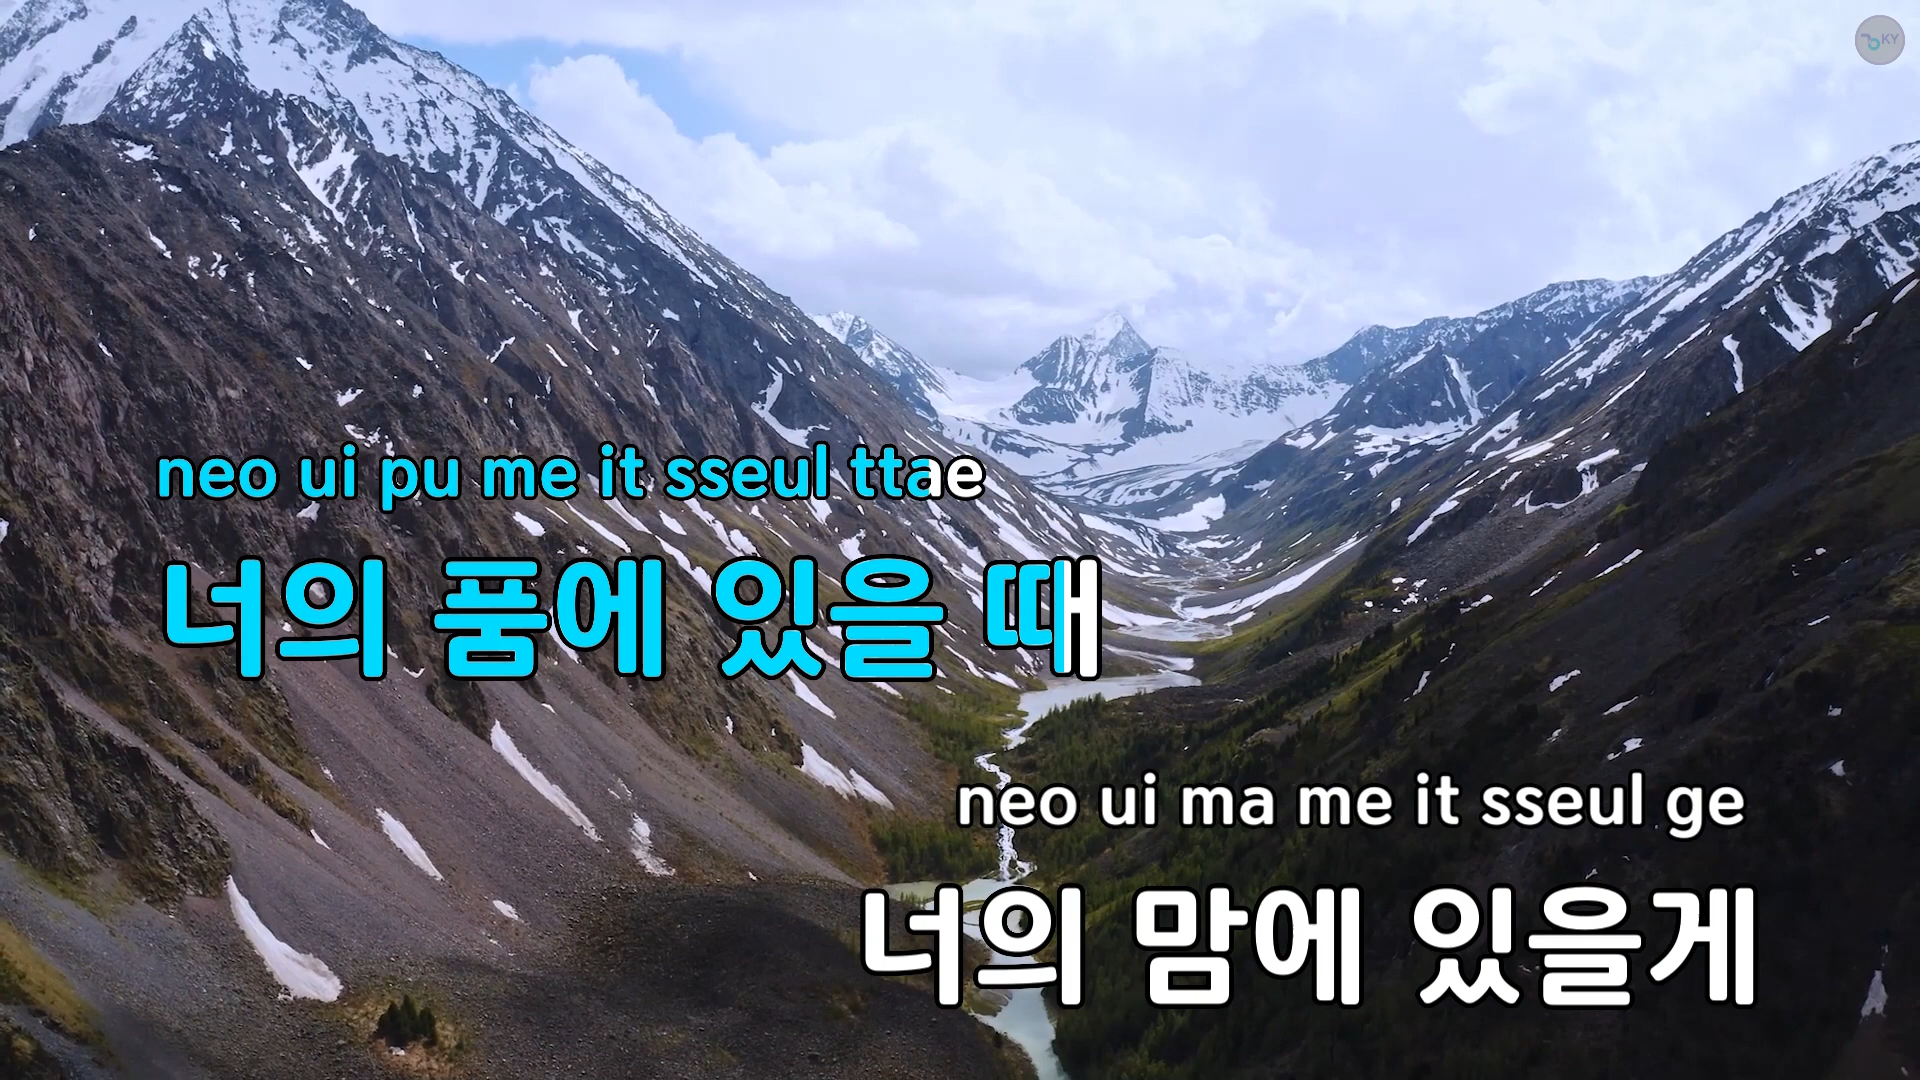 KY
neo ui pu me it sseul ttae
너의 품에 있을 때
neo ui ma me it sseul ge
너의 맘에 있을게